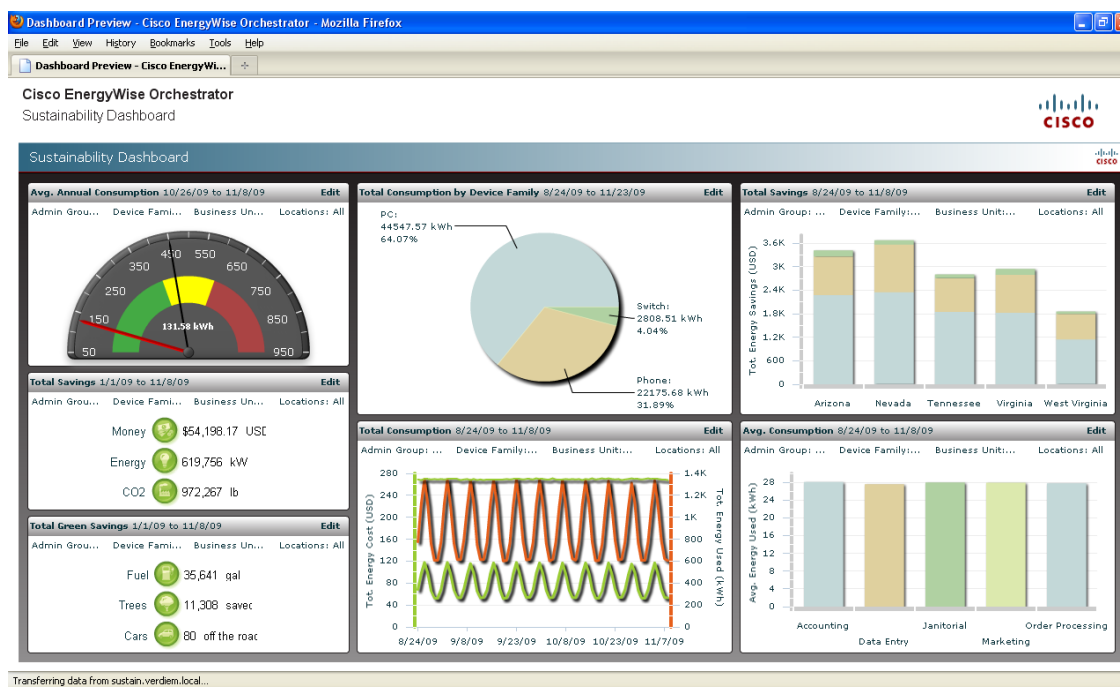 Dashboard Preview - Cisco EnergyWise Orchestrator - Mozilla Firefox
File Edit View History Bookmarks Tools Help
Dashboard Preview - Cisco EnergyWi...
Cisco EnergyWise Orchestrator
Sustainability Dashboard
CISCO
Sustainability Dashboard
CISCO
Avg. Annual Consumption 10/26/09 to 11/8/09 Edit
Admin Grou... Device Fami... Business Un... Locations: All
50 150 250 350 450 550 650 750 850 950
131.58 kWh
Total Savings 1/1/09 to 11/8/09 Edit
Admin Grou... Device Fami... Business Un... Locations: All
Money $54,198.17 USD
Energy 619,756 kW
CO2 972,267 lb
Total Green Savings 1/1/09 to 11/8/09 Edit
Admin Grou... Device Fami... Business Un... Locations: All
Fuel 35,641 gal
Trees 11,308 savec
Cars 80 off the roac
Total Consumption by Device Family 8/24/09 to 11/23/09 Edit
PC:
44547.57 kWh
64.07%
Switch:
2808.51 kWh
4.04%
Phone:
22175.68 kWh
31.89%
Total Consumption 8/24/09 to 11/8/09 Edit
Admin Group: ... Device Family:... Business Unit:... Locations: All
Tot. Energy Cost (USD)
280
240
200
160
120
80
40
0
1.4K
1.2K
1K
800
600
400
200
0
Tot. Energy Used (kWh)
8/24/09 9/8/09 9/23/09 10/8/09 10/23/09 11/7/09
Total Savings 8/24/09 to 11/8/09 Edit
Admin Group: ... Device Family:... Business Unit:... Locations: All
Tot. Energy Savings (USD)
3.6K
3K
2.4K
1.8K
1.2K
600
0
Arizona Nevada Tennessee Virginia West Virginia
Avg. Consumption 8/24/09 to 11/8/09 Edit
Admin Group: ... Device Family:... Business Unit:... Locations: All
Avg. Energy Used (kWh)
28
24
20
16
12
8
4
0
Accounting Data Entry Janitorial Marketing Order Processing
Transferring data from sustain.verdiem.local...